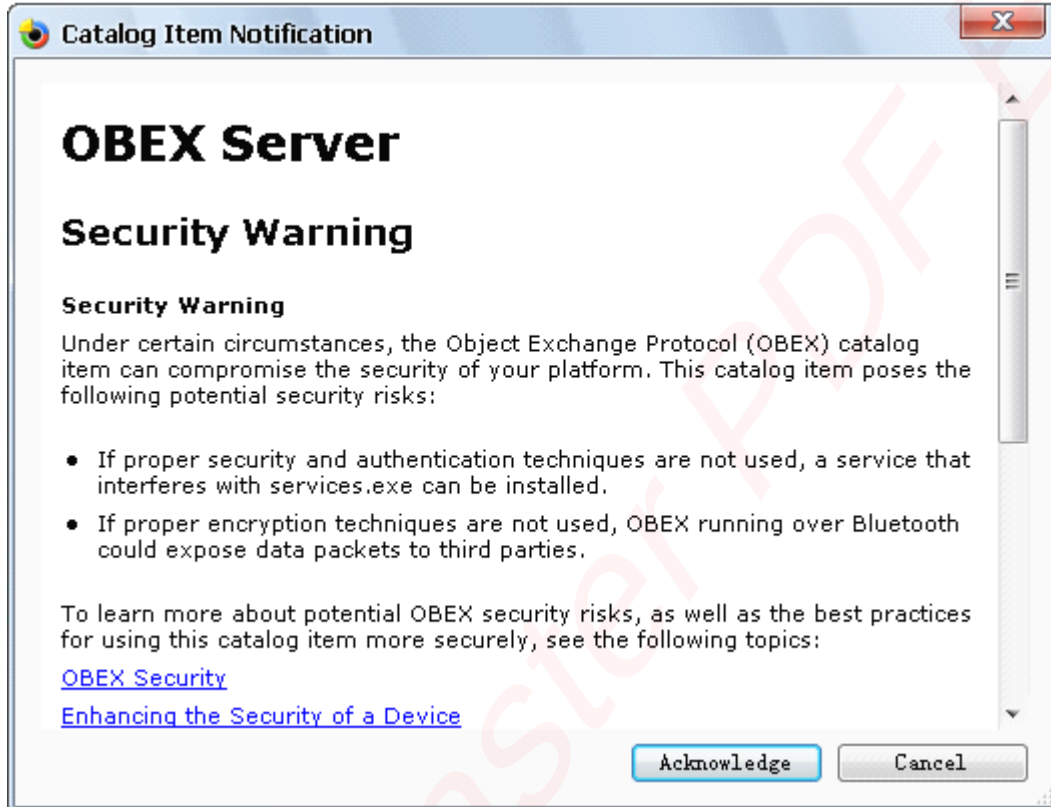 Catalog Item Notification
OBEX Server
Security Warning
Security Warning
Under certain circumstances, the Object Exchange Protocol (OBEX) catalog
item can compromise the security of your platform. This catalog item poses the
following potential security risks:
● If proper security and authentication techniques are not used, a service that
interferes with services.exe can be installed.
● If proper encryption techniques are not used, OBEX running over Bluetooth
could expose data packets to third parties.
To learn more about potential OBEX security risks, as well as the best practices
for using this catalog item more securely, see the following topics:
OBEX Security
Enhancing the Security of a Device
Acknowledge
Cancel
aster PDF E